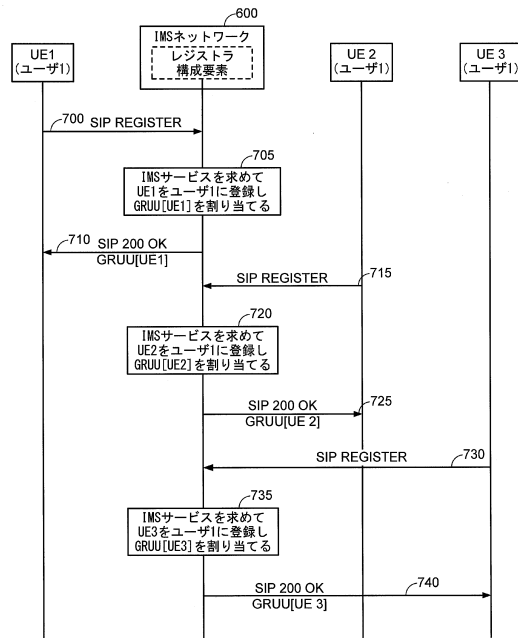 600
IMSネットワーク
レジストラ
構成要素
UE1
(ユーザ1)
UE 2
(ユーザ1)
UE 3
(ユーザ1)
700
SIP REGISTER
705
IMSサービスを求めて
UE1をユーザ1に登録し
GRUU[UE1]を割り当てる
710
SIP 200 OK
GRUU[UE1]
715
SIP REGISTER
720
IMSサービスを求めて
UE2をユーザ1に登録し
GRUU[UE2]を割り当てる
725
SIP 200 OK
GRUU[UE 2]
730
SIP REGISTER
735
IMSサービスを求めて
UE3をユーザ1に登録し
GRUU[UE3]を割り当てる
740
SIP 200 OK
GRUU[UE 3]